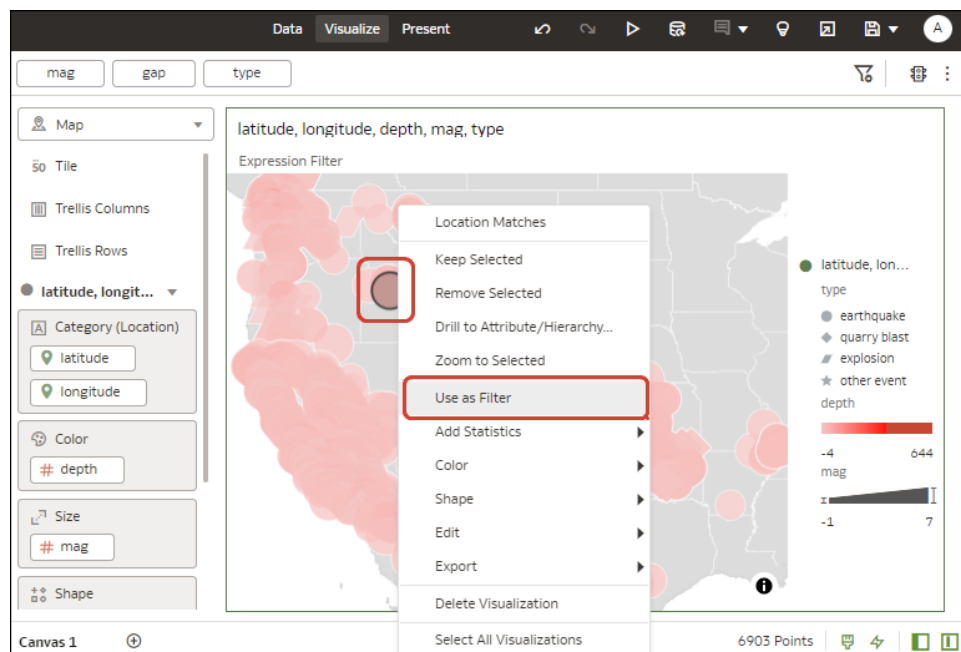 Data Visualize Present A
mag gap type
Map
50 Tile
Trellis Columns
Trellis Rows
latitude, longit...
A Category (Location)
latitude
longitude
Color
# depth
Size
# mag
Shape
latitude, longitude, depth, mag, type
Expression Filter
Location Matches
Keep Selected
Remove Selected
Drill to Attribute/Hierarchy...
Zoom to Selected
Use as Filter
Add Statistics
Color
Shape
Edit
Export
Delete Visualization
Select All Visualizations
latitude, lon...
type
earthquake
quarry blast
explosion
other event
depth
-4 644
mag
-1 7
Canvas 1
6903 Points